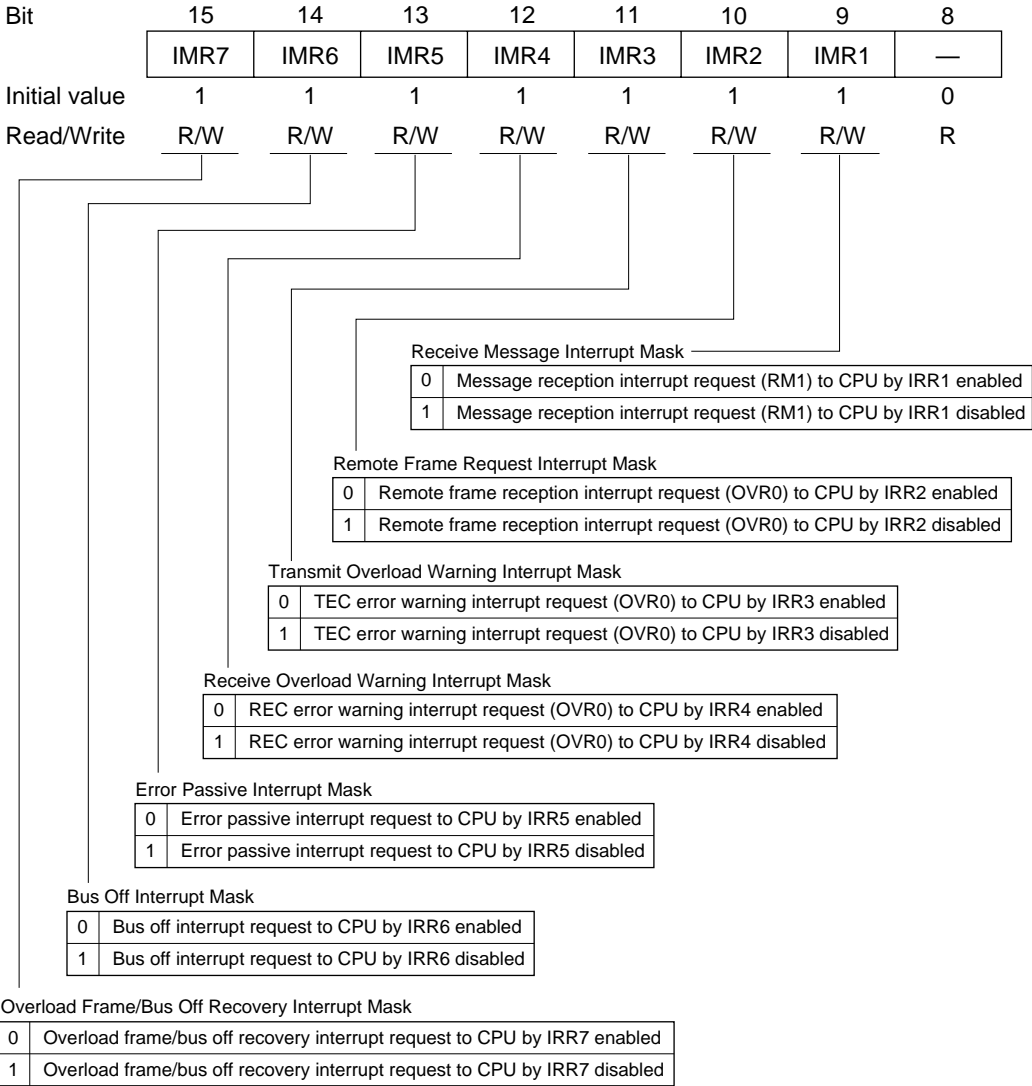 Bit 15 14 13 12 11 10 9 8
IMR7 IMR6 IMR5 IMR4 IMR3 IMR2 IMR1 —
Initial value 1 1 1 1 1 1 1 0
Read/Write R/W R/W R/W R/W R/W R/W R/W R
Receive Message Interrupt Mask
0 Message reception interrupt request (RM1) to CPU by IRR1 enabled
1 Message reception interrupt request (RM1) to CPU by IRR1 disabled
Remote Frame Request Interrupt Mask
0 Remote frame reception interrupt request (OVR0) to CPU by IRR2 enabled
1 Remote frame reception interrupt request (OVR0) to CPU by IRR2 disabled
Transmit Overload Warning Interrupt Mask
0 TEC error warning interrupt request (OVR0) to CPU by IRR3 enabled
1 TEC error warning interrupt request (OVR0) to CPU by IRR3 disabled
Receive Overload Warning Interrupt Mask
0 REC error warning interrupt request (OVR0) to CPU by IRR4 enabled
1 REC error warning interrupt request (OVR0) to CPU by IRR4 disabled
Error Passive Interrupt Mask
0 Error passive interrupt request to CPU by IRR5 enabled
1 Error passive interrupt request to CPU by IRR5 disabled
Bus Off Interrupt Mask
0 Bus off interrupt request to CPU by IRR6 enabled
1 Bus off interrupt request to CPU by IRR6 disabled
Overload Frame/Bus Off Recovery Interrupt Mask
0 Overload frame/bus off recovery interrupt request to CPU by IRR7 enabled
1 Overload frame/bus off recovery interrupt request to CPU by IRR7 disabled